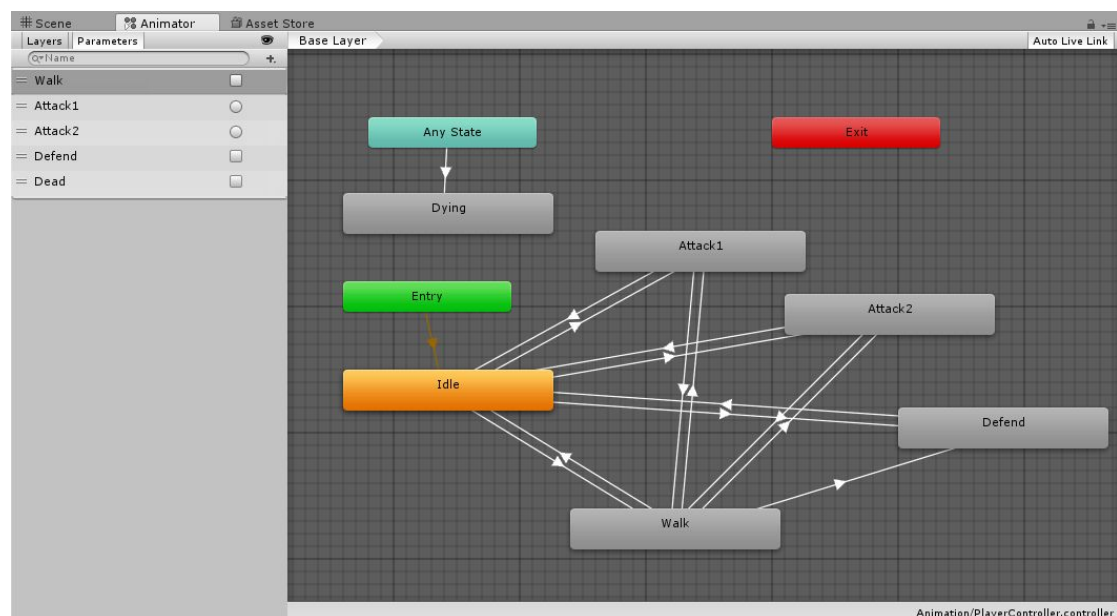 Scene Animator Asset Store
Layers Parameters Base Layer Auto Live Link
Name
Walk
Attack1
Attack2
Defend
Dead
Any State
Exit
Dying
Attack1
Entry
Attack2
Idle
Defend
Walk
Animation/PlayerController.controller